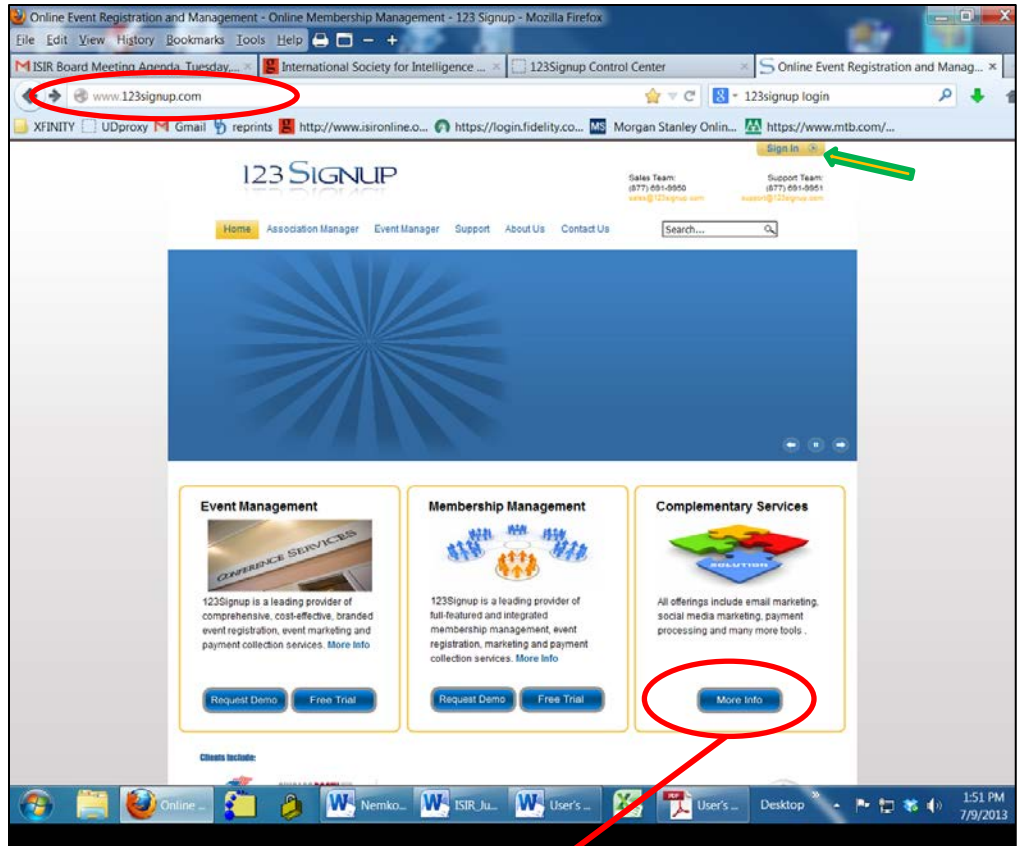 Online Event Registration and Management - Online Membership Management - 123 Signup - Mozilla Firefox
File Edit View History Bookmarks Tools Help
ISIR Board Meeting Agenda, Tuesday,... International Society for Intelligence ... 123Signup Control Center Online Event Registration and Manag...
www.123signup.com 123signup login
XFINITY UDproxy Gmail reprints http://www.isironline.o... https://login.fidelity.co... MS Morgan Stanley Onlin... https://www.mtb.com/...
Sign In
123 SIGNUP
Sales Team: Support Team:
(877) 691-9950 (877) 691-9951
sales@123signup.com support@123signup.com
Home Association Manager Event Manager Support About Us Contact Us Search...
Event Management Membership Management Complementary Services
CONFERENCE SERVICES
SOLUTION
123Signup is a leading provider of
comprehensive, cost-effective, branded
event registration, event marketing and
payment collection services. More Info
123Signup is a leading provider of
full-featured and integrated
membership management, event
registration, marketing and payment
collection services. More Info
All offerings include email marketing,
social media marketing, payment
processing and many more tools .
Request Demo Free Trial Request Demo Free Trial More Info
Clients Include:
Online ... Nemko... ISIR_Ju... User's ... User's ... Desktop » 1:51 PM
7/9/2013